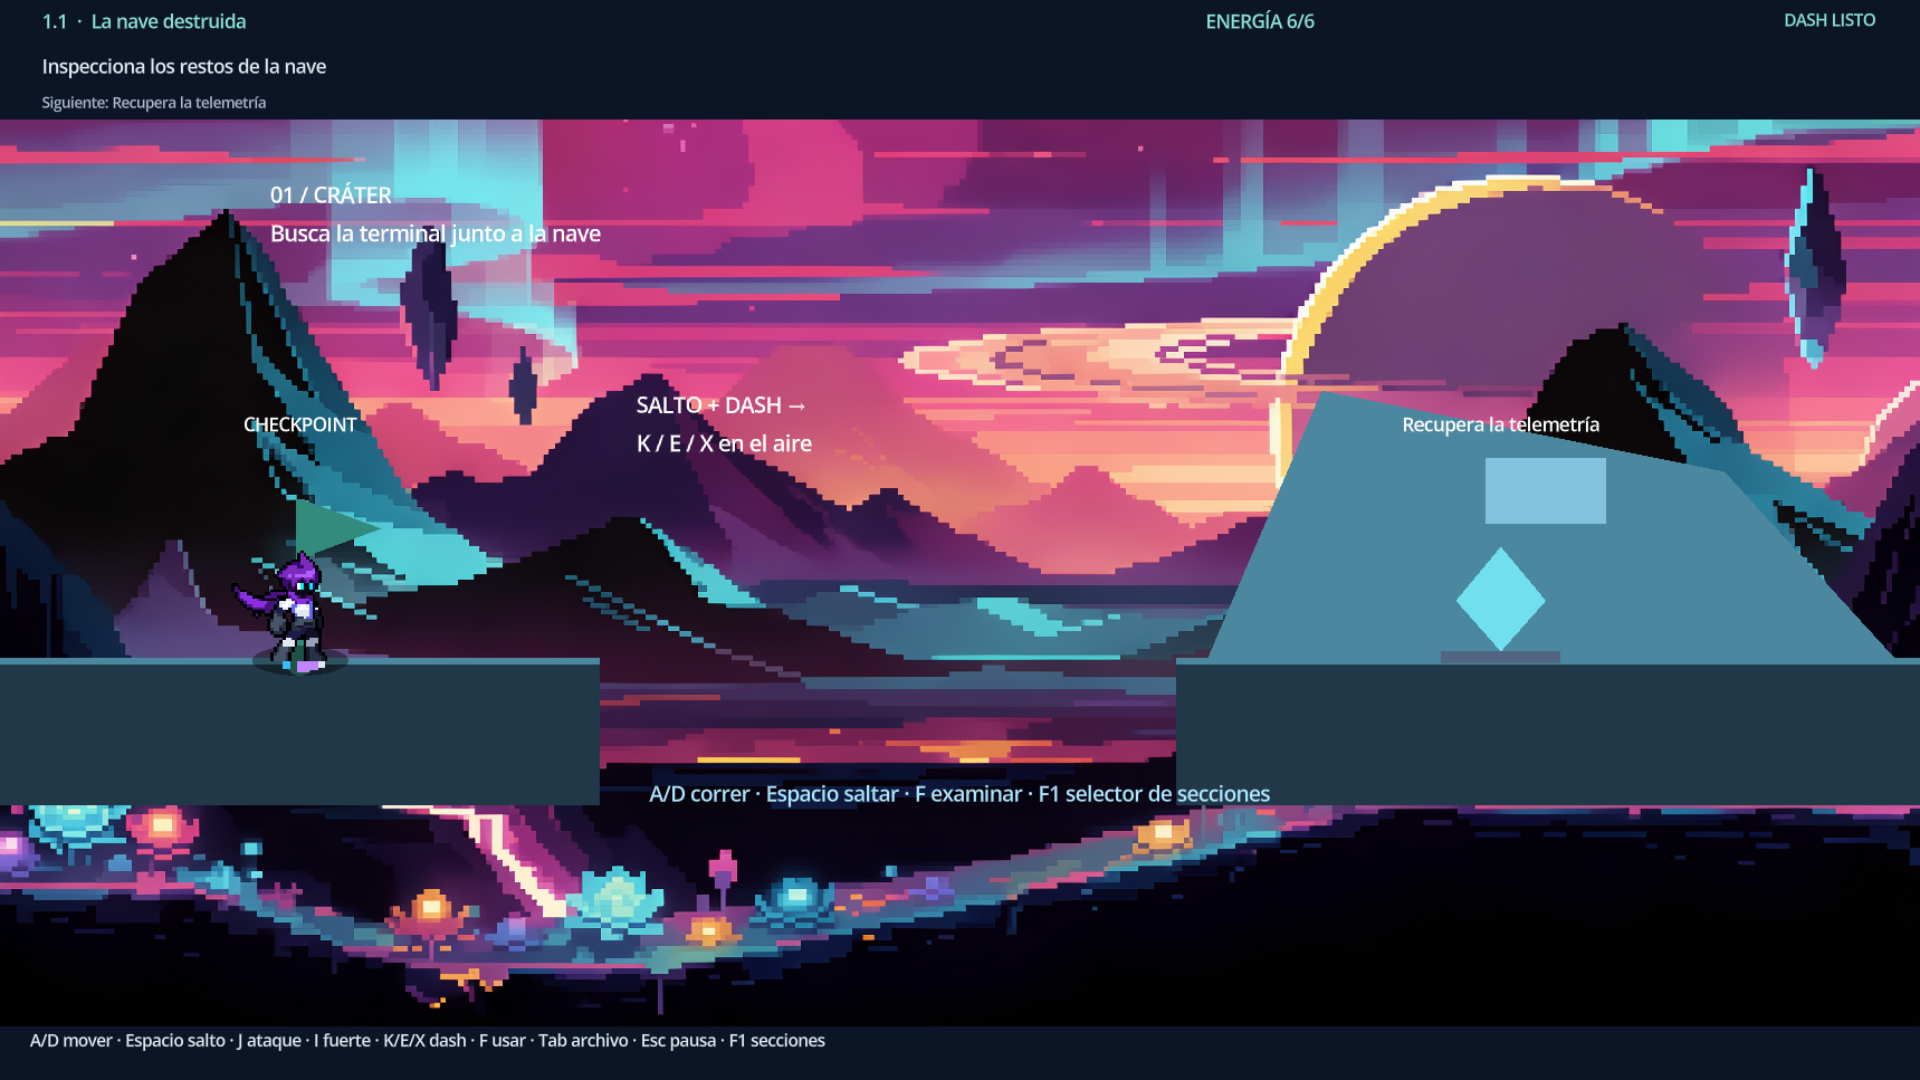 1.1 · La nave destruida
ENERGÍA 6/6
DASH LISTO
Inspecciona los restos de la nave
Siguiente: Recupera la telemetría
01 / CRÁTER
Busca la terminal junto a la nave
SALTO + DASH →
K / E / X en el aire
CHECKPOINT
Recupera la telemetría
A/D correr · Espacio saltar · F examinar · F1 selector de secciones
A/D mover · Espacio salto · J ataque · I fuerte · K/E/X dash · F usar · Tab archivo · Esc pausa · F1 secciones